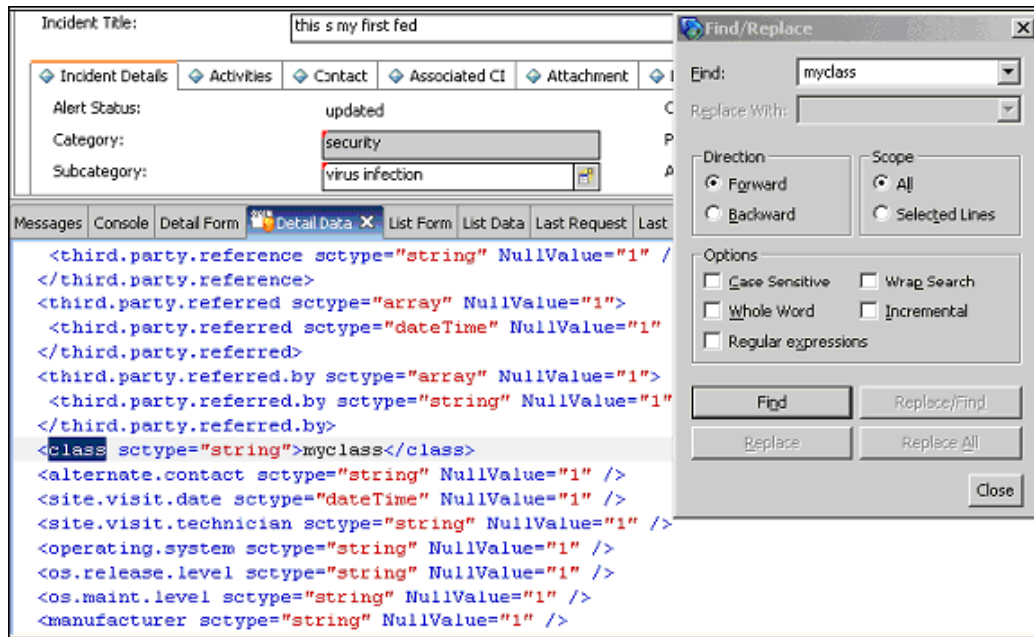 Incident Title:
this s my first fed
Incident Details
Activities
Contact
Associated CI
Attachment
Alert Status:
updated
Category:
security
Subcategory:
virus infection
Messages
Console
Detail Form
Detail Data
List Form
List Data
Last Request
Last
<third.party.reference sctype="string" NullValue="1" /
</third.party.reference>
<third.party.referred sctype="array" NullValue="1">
<third.party.referred sctype="dateTime" NullValue="1"
</third.party.referred>
<third.party.referred.by sctype="array" NullValue="1">
<third.party.referred.by sctype="string" NullValue="1"
</third.party.referred.by>
<class sctype="string">myclass</class>
<alternate.contact sctype="string" NullValue="1" />
<site.visit.date sctype="dateTime" NullValue="1" />
<site.visit.technician sctype="string" NullValue="1" />
<operating.system sctype="string" NullValue="1" />
<os.release.level sctype="string" NullValue="1" />
<os.maint.level sctype="string" NullValue="1" />
<manufacturer sctype="string" NullValue="1" />
Find/Replace
Find:
myclass
Replace With:
Direction
Forward
Backward
Scope
All
Selected Lines
Options
Case Sensitive
Wrap Search
Whole Word
Incremental
Regular expressions
Find
Replace/Find
Replace
Replace All
Close